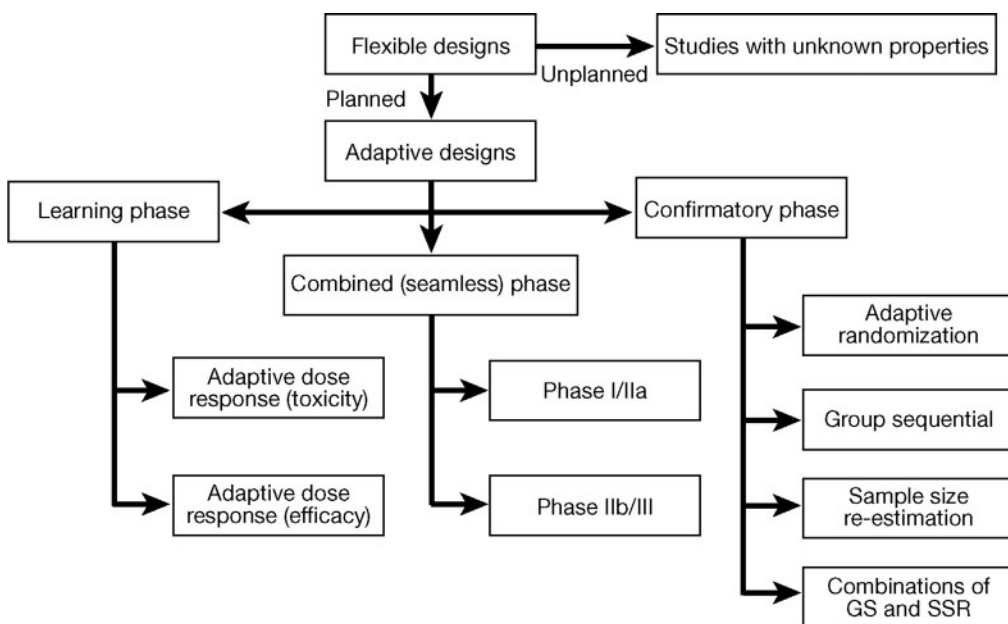 Flexible designs
Studies with unknown properties
Unplanned
Planned
Adaptive designs
Learning phase
Confirmatory phase
Combined (seamless) phase
Adaptive
randomization
Adaptive dose
response (toxicity)
Phase I/IIa
Group sequential
Adaptive dose
response (efficacy)
Phase IIb/III
Sample size
re-estimation
Combinations of
GS and SSR